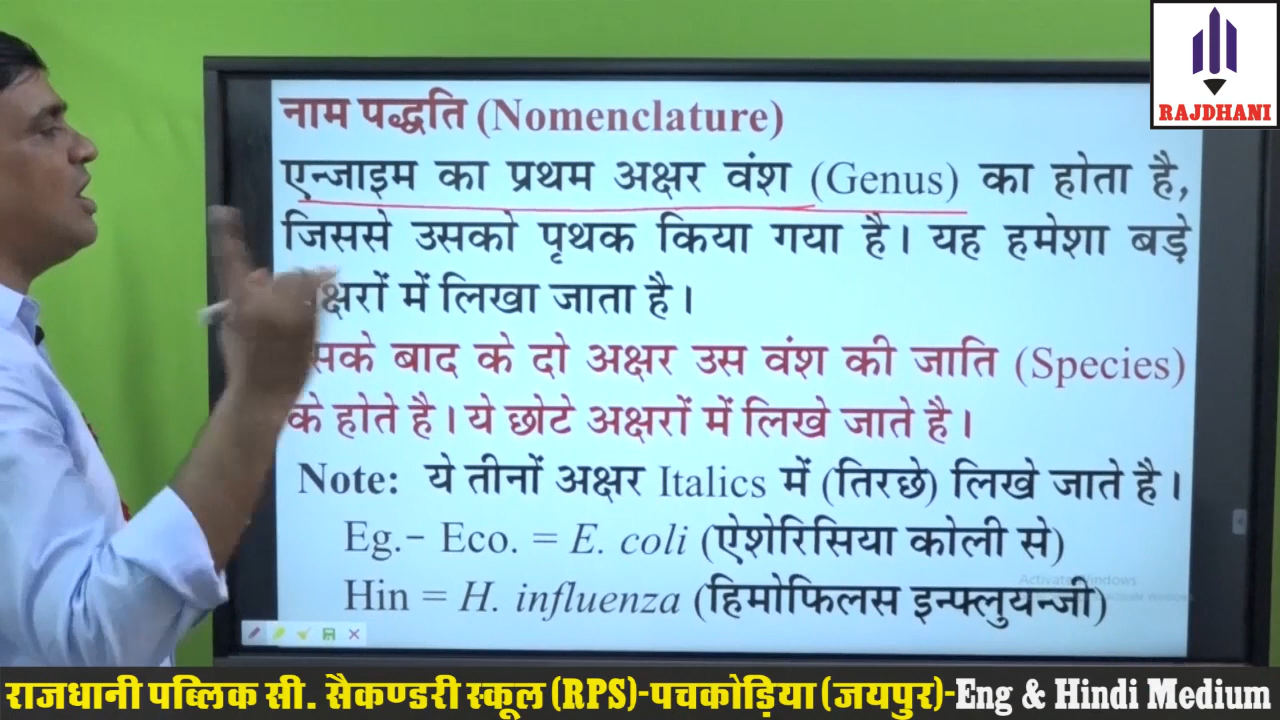 RAJDHANI
नाम पद्धति (Nomenclature)
एन्जाइम का प्रथम अक्षर वंश (Genus) का होता है,
जिससे उसको पृथक किया गया है। यह हमेशा बड़े
में लिखा जाता है।
बाद के दो अक्षर उस वंश की जाति (Species)
के होते है। ये छोटे अक्षरों में लिखे जाते है।
Note: ये तीनों अक्षर Italics में (तिरछे) लिखे जाते है।
Eg.- Eco. = E. coli (ऐशेरिसिया कोली से)
Hin = H. influenza (हिमोफिलस इन्फ्लुयन्जी)
Activate Windows
राजधानी पब्लिक सी. सैकण्डरी स्कूल (RPS)-पचकोड़िया (जयपुर)-Eng & Hindi Medium